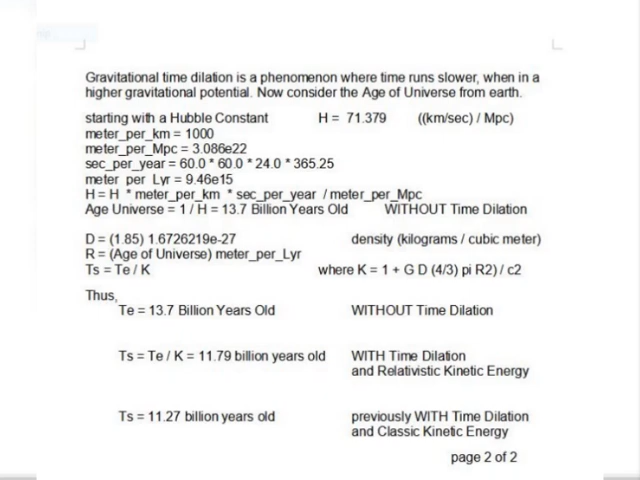 Gravitational time dilation is a phenomenon where time runs slower, when in a
higher gravitational potential. Now consider the Age of Universe from earth.
starting with a Hubble Constant H = 71.379 ((km/sec) / Mpc)
meter_per_km = 1000
meter_per_Mpc = 3.086e22
sec_per_year = 60.0 * 60.0 * 24.0 * 365.25
meter_per_Lyr = 9.46e15
H = H * meter_per_km * sec_per_year / meter_per_Mpc
Age Universe = 1 / H = 13.7 Billion Years Old WITHOUT Time Dilation
D = (1.85) 1.6726219e-27 density (kilograms / cubic meter)
R = (Age of Universe) meter_per_Lyr
Ts = Te / K where K = 1 + G D (4/3) pi R2) / c2
Thus,
Te = 13.7 Billion Years Old WITHOUT Time Dilation
Ts = Te / K = 11.79 billion years old WITH Time Dilation
and Relativistic Kinetic Energy
Ts = 11.27 billion years old previously WITH Time Dilation
and Classic Kinetic Energy
page 2 of 2